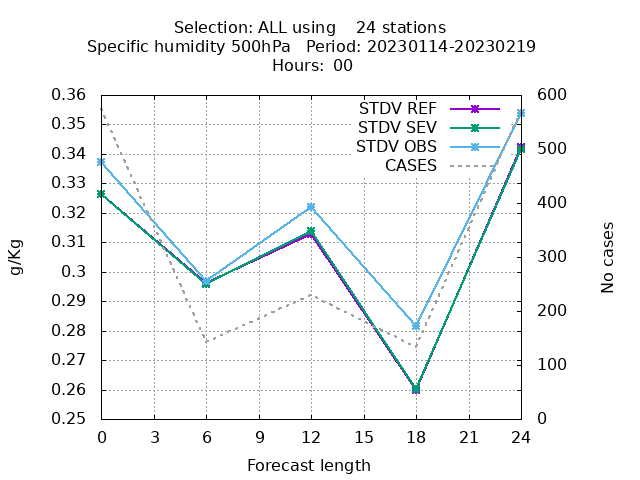 Selection: ALL using    24 stations
Specific humidity 500hPa   Period: 20230114-20230219
Hours:  00
STDV REF
STDV SEV
STDV OBS
CASES
g/Kg
0.36
0.35
0.34
0.33
0.32
0.31
0.3
0.29
0.28
0.27
0.26
0.25
600
500
400
300
200
100
0
No cases
0 3 6 9 12 15 18 21 24
Forecast length